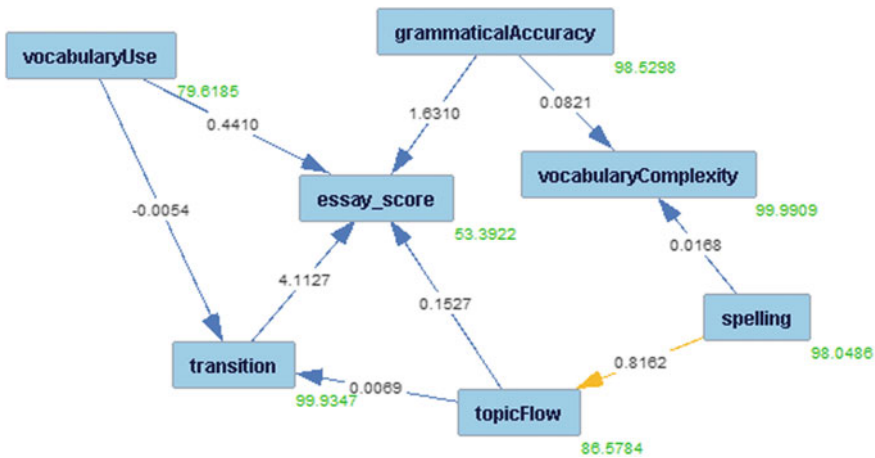 grammaticalAccuracy
98.5298
vocabularyUse
79.6185
0.4410
1.6310
0.0821
vocabularyComplexity
99.9909
essay_score
53.3922
-0.0054
4.1127
0.1527
0.0168
spelling
98.0486
0.8162
transition
99.9347
0.0069
topicFlow
86.5784